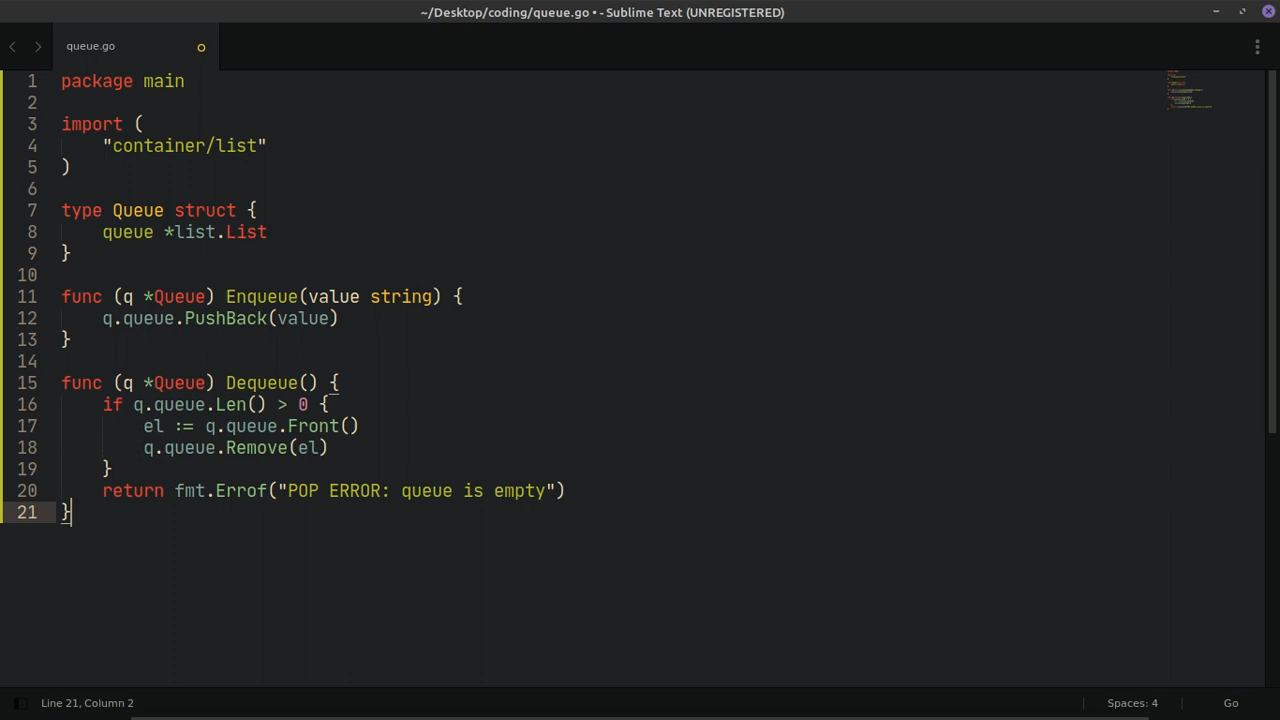 ~/Desktop/coding/queue.go • - Sublime Text (UNREGISTERED)
queue.go
1 package main
2
3 import (
4     "container/list"
5 )
6
7 type Queue struct {
8     queue *list.List
9 }
10
11 func (q *Queue) Enqueue(value string) {
12     q.queue.PushBack(value)
13 }
14
15 func (q *Queue) Dequeue() {
16     if q.queue.Len() > 0 {
17         el := q.queue.Front()
18         q.queue.Remove(el)
19     }
20     return fmt.Errof("POP ERROR: queue is empty")
21 }
Line 21, Column 2
Spaces: 4
Go